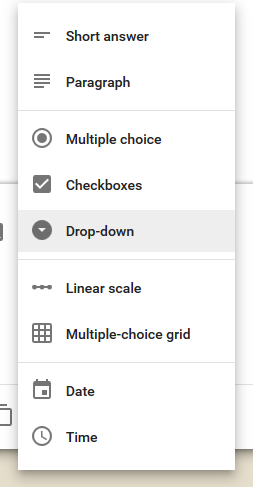 Short answer
Paragraph
Multiple choice
Checkboxes
Drop-down
Linear scale
Multiple-choice grid
Date
Time